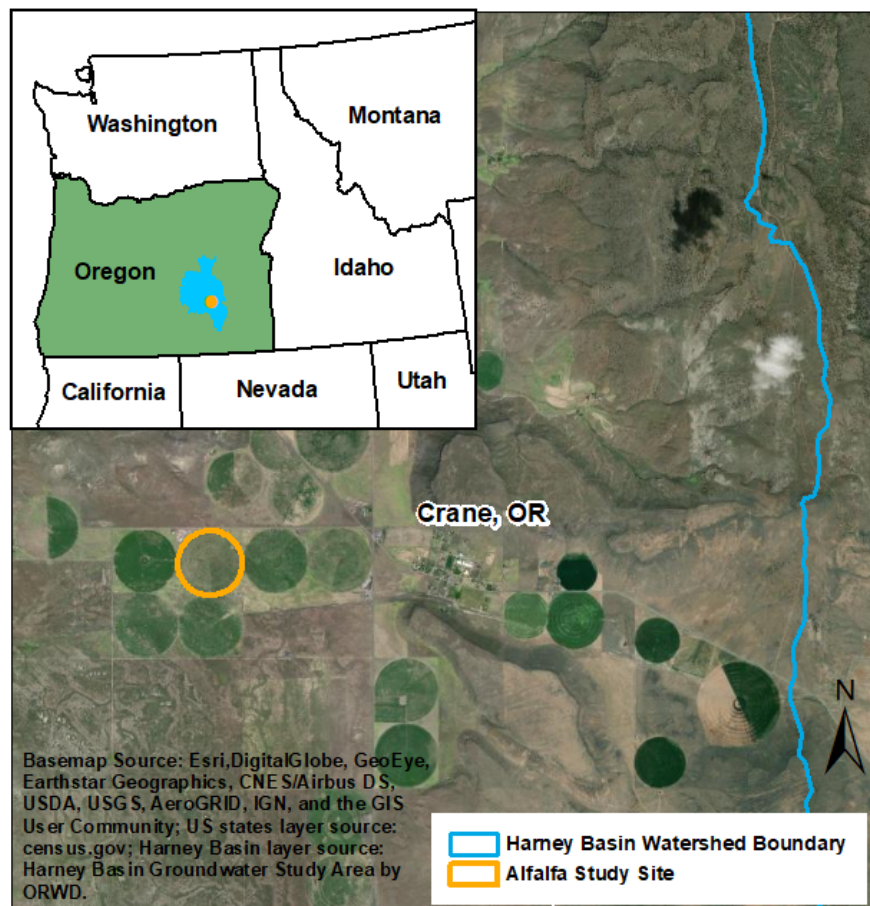 Washington
Montana
Oregon
Idaho
California
Nevada
Utah
Crane, OR
N
Basemap Source: Esri,DigitalGlobe, GeoEye,
Earthstar Geographics, CNES/Airbus DS,
USDA, USGS, AeroGRID, IGN, and the GIS
User Community; US states layer source:
census.gov; Harney Basin layer source:
Harney Basin Groundwater Study Area by
ORWD.
Harney Basin Watershed Boundary
Alfalfa Study Site